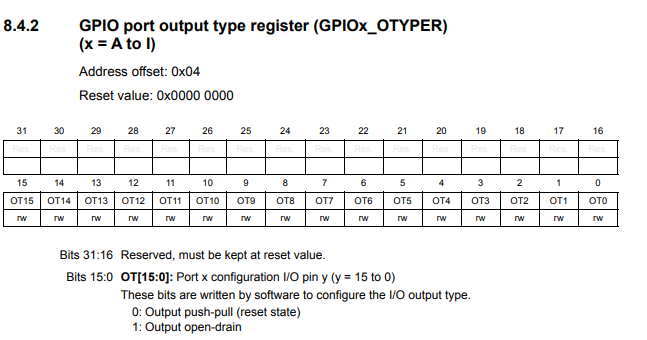 8.4.2 GPIO port output type register (GPIOx_OTYPER)
(x = A to I)
Address offset: 0x04
Reset value: 0x0000 0000
31 30 29 28 27 26 25 24 23 22 21 20 19 18 17 16
Res. Res. Res. Res. Res. Res. Res. Res. Res. Res. Res. Res. Res. Res. Res. Res.
15 14 13 12 11 10 9 8 7 6 5 4 3 2 1 0
OT15 OT14 OT13 OT12 OT11 OT10 OT9 OT8 OT7 OT6 OT5 OT4 OT3 OT2 OT1 OT0
rw rw rw rw rw rw rw rw rw rw rw rw rw rw rw rw
Bits 31:16 Reserved, must be kept at reset value.
Bits 15:0 OT[15:0]: Port x configuration I/O pin y (y = 15 to 0)
These bits are written by software to configure the I/O output type.
0: Output push-pull (reset state)
1: Output open-drain